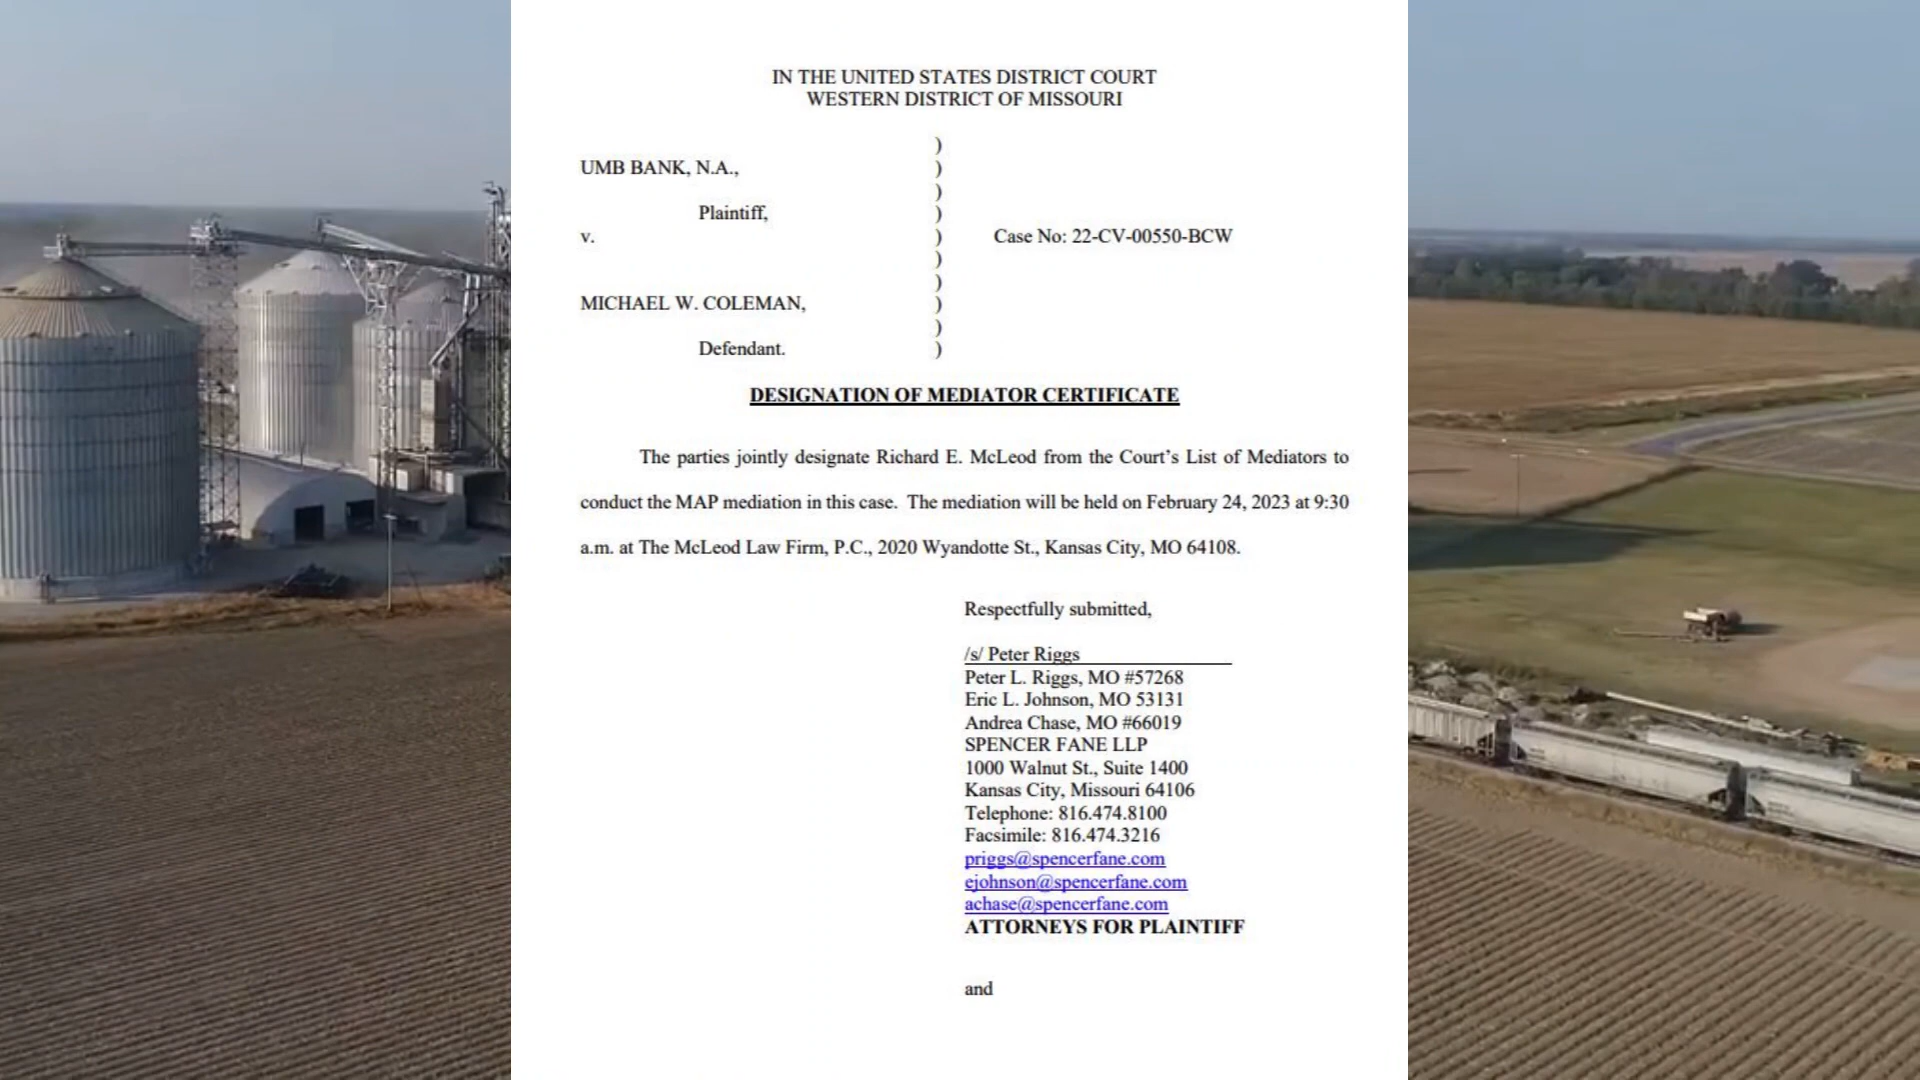 IN THE UNITED STATES DISTRICT COURT
WESTERN DISTRICT OF MISSOURI
)
UMB BANK, N.A., )
)
Plaintiff, )
v. ) Case No: 22-CV-00550-BCW
)
)
MICHAEL W. COLEMAN, )
)
Defendant. )
DESIGNATION OF MEDIATOR CERTIFICATE
The parties jointly designate Richard E. McLeod from the Court’s List of Mediators to
conduct the MAP mediation in this case. The mediation will be held on February 24, 2023 at 9:30
a.m. at The McLeod Law Firm, P.C., 2020 Wyandotte St., Kansas City, MO 64108.
Respectfully submitted,
/s/ Peter Riggs
Peter L. Riggs, MO #57268
Eric L. Johnson, MO 53131
Andrea Chase, MO #66019
SPENCER FANE LLP
1000 Walnut St., Suite 1400
Kansas City, Missouri 64106
Telephone: 816.474.8100
Facsimile: 816.474.3216
priggs@spencerfane.com
ejohnson@spencerfane.com
achase@spencerfane.com
ATTORNEYS FOR PLAINTIFF
and